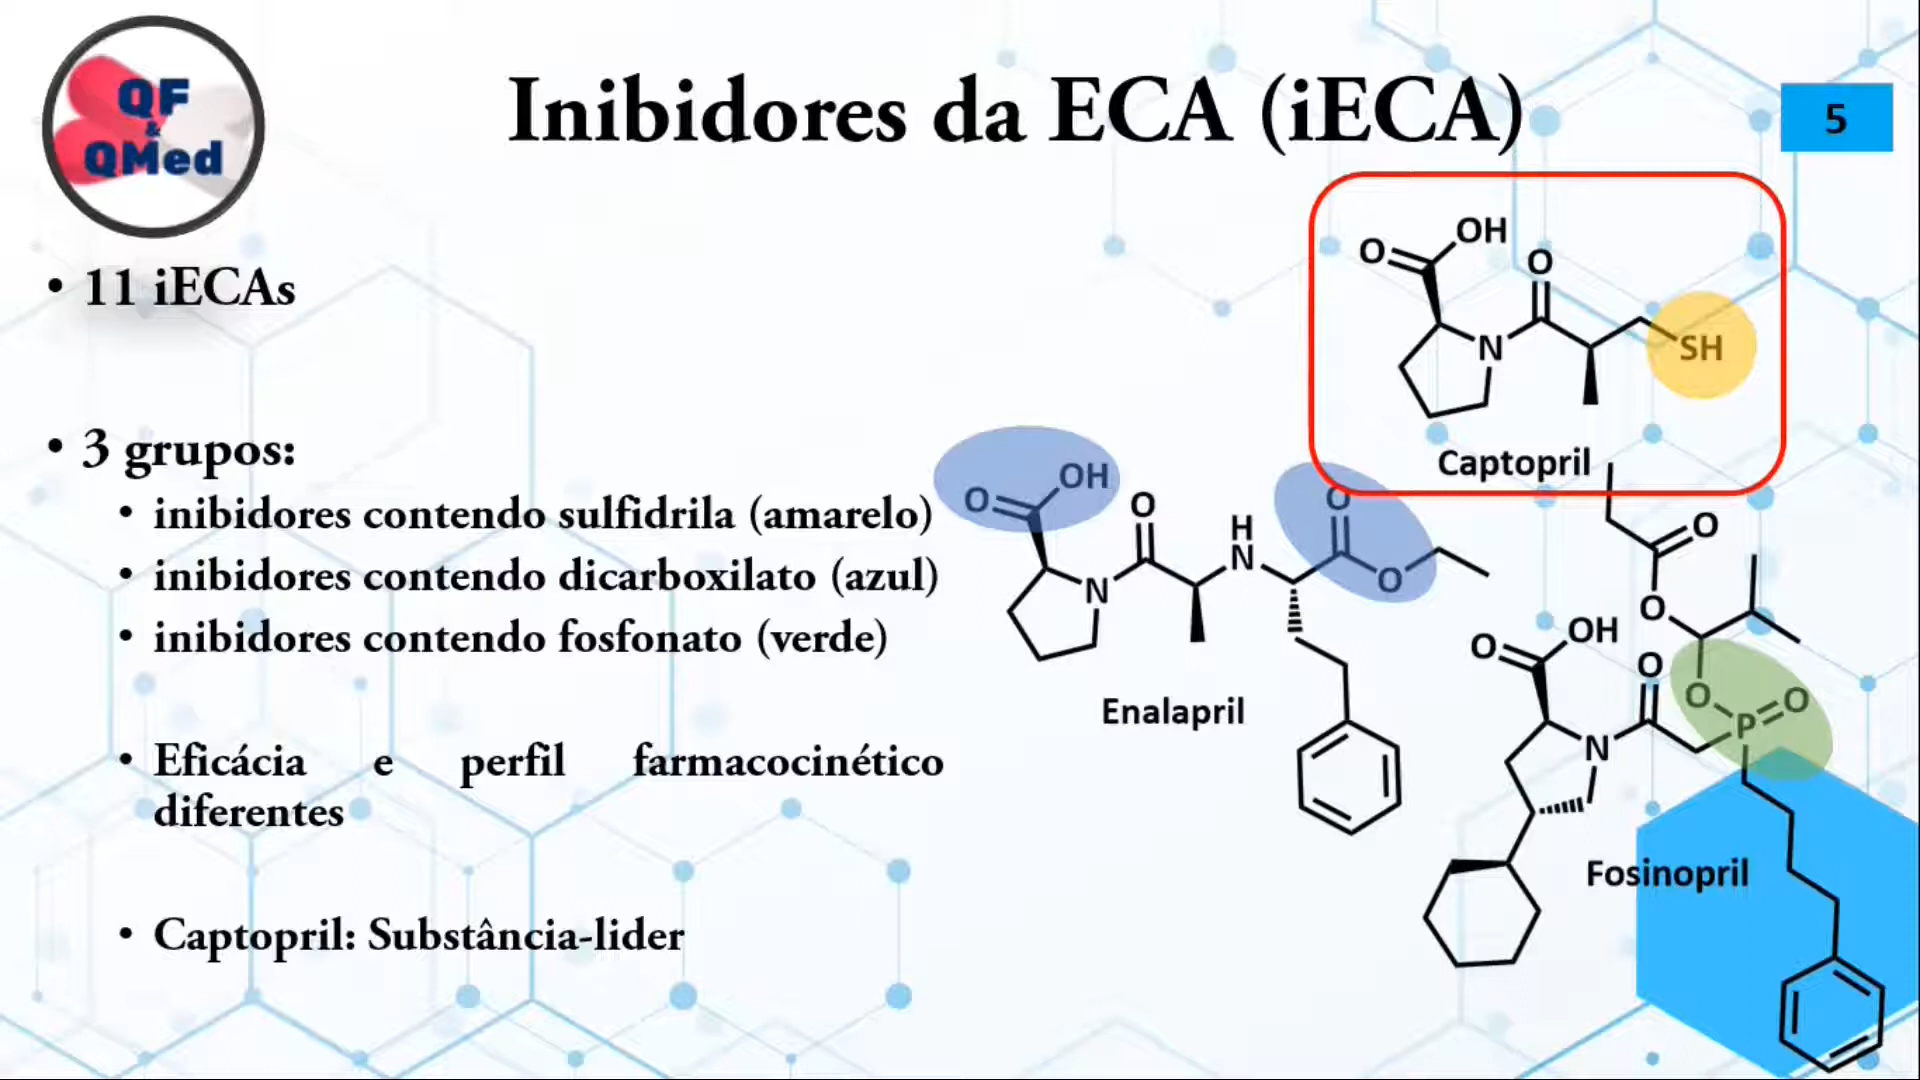 QF
&
QMed
Inibidores da ECA (iECA)
5
• 11 iECAs
• 3 grupos:
• inibidores contendo sulfidrila (amarelo)
• inibidores contendo dicarboxilato (azul)
• inibidores contendo fosfonato (verde)
• Eficácia e perfil farmacocinético
diferentes
• Captopril: Substância-lider
O
OH
O
N
SH
Captopril
O
OH
O
H
N
N
O
O
Enalapril
O
O
O
OH
O
N
O
P
O
Fosinopril